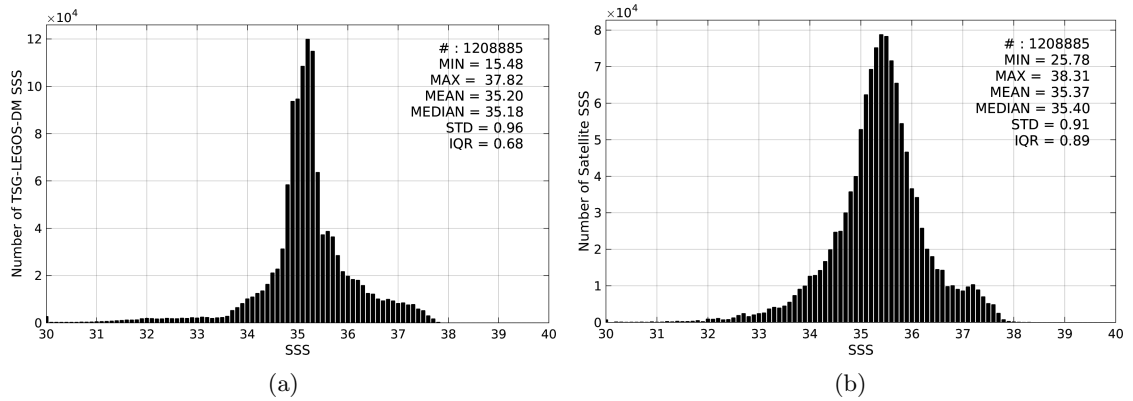 ×10⁴
Number of TSG-LEGOS-DM SSS
12
10
8
6
4
2
0
# : 1208885
MIN = 15.48
MAX = 37.82
MEAN = 35.20
MEDIAN = 35.18
STD = 0.96
IQR = 0.68
30 31 32 33 34 35 36 37 38 39 40
SSS
(a)
×10⁴
Number of Satellite SSS
8
7
6
5
4
3
2
1
0
# : 1208885
MIN = 25.78
MAX = 38.31
MEAN = 35.37
MEDIAN = 35.40
STD = 0.91
IQR = 0.89
30 31 32 33 34 35 36 37 38 39 40
SSS
(b)